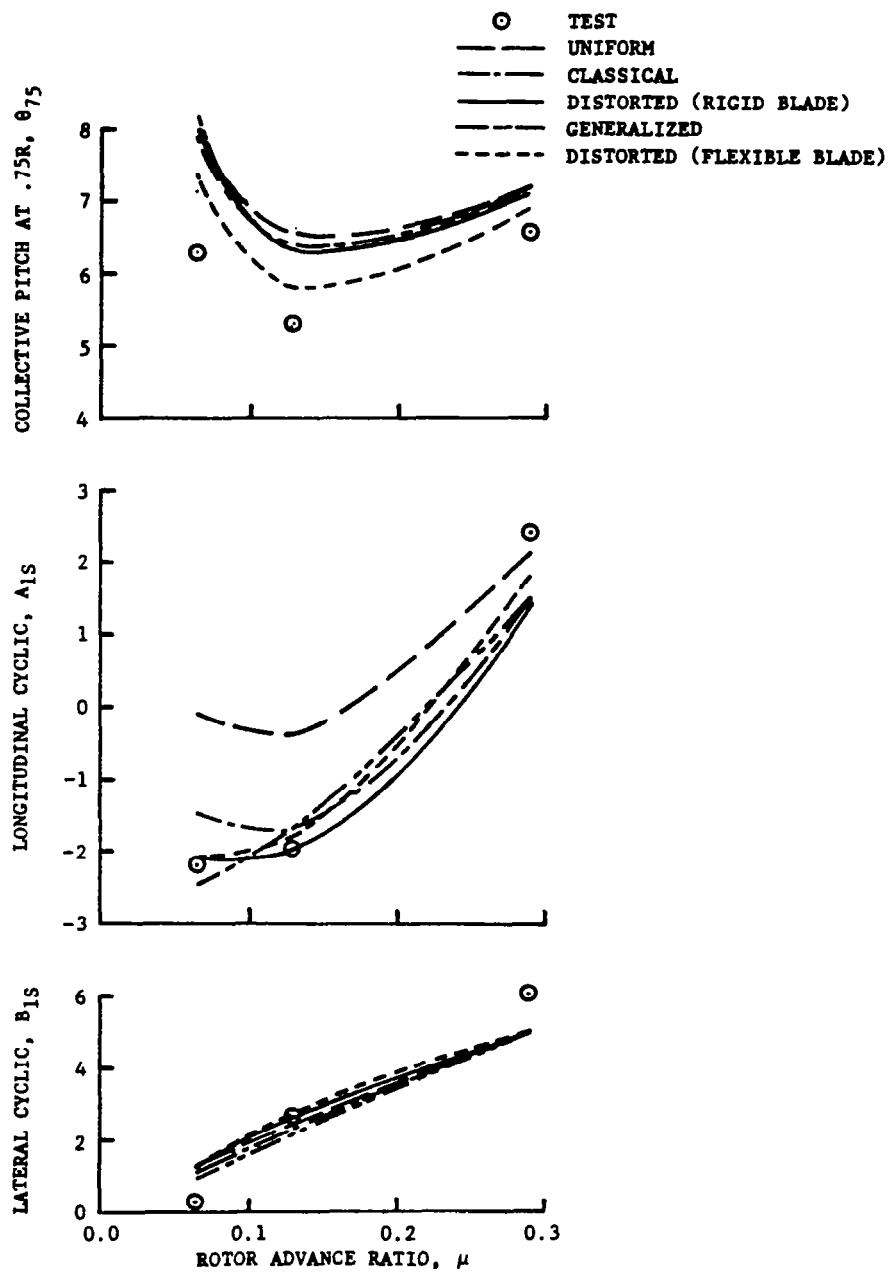 TEST
UNIFORM
CLASSICAL
DISTORTED (RIGID BLADE)
GENERALIZED
DISTORTED (FLEXIBLE BLADE)
COLLECTIVE PITCH AT .75R, θ75
8
7
6
5
4
LONGITUDINAL CYCLIC, A1S
3
2
1
0
-1
-2
-3
LATERAL CYCLIC, B1S
6
4
2
0
0.0 0.1 0.2 0.3
ROTOR ADVANCE RATIO, μ